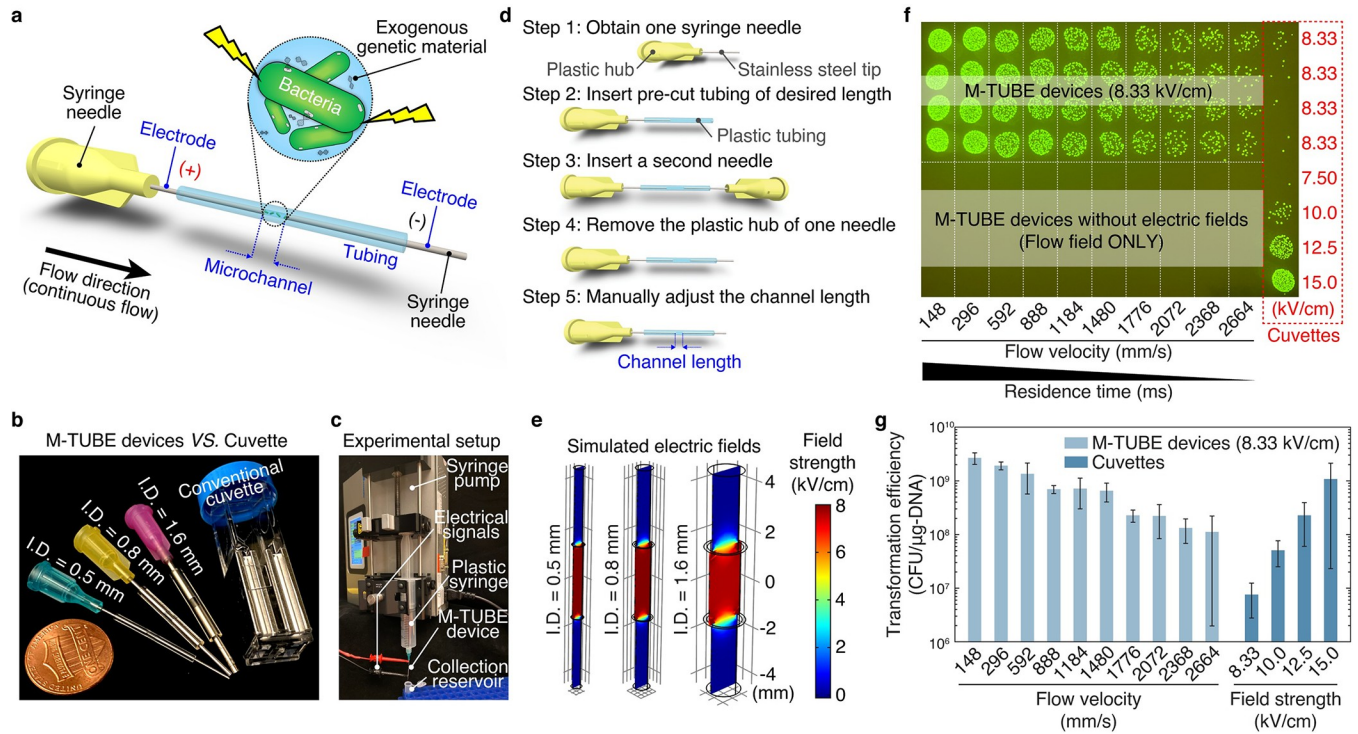 a
Exogenous
genetic material
Bacteria
Syringe
needle
Electrode
(+)
Electrode
(-)
Tubing
Microchannel
Flow direction
(continuous flow)
Syringe
needle
b
M-TUBE devices VS. Cuvette
Conventional
cuvette
I.D. = 1.6 mm
I.D. = 0.8 mm
I.D. = 0.5 mm
c
Experimental setup
Syringe
pump
Electrical
signals
Plastic
syringe
M-TUBE
device
Collection
reservoir
d
Step 1: Obtain one syringe needle
Plastic hub
Stainless steel tip
Step 2: Insert pre-cut tubing of desired length
Plastic tubing
Step 3: Insert a second needle
Step 4: Remove the plastic hub of one needle
Step 5: Manually adjust the channel length
Channel length
e
Simulated electric fields
Field
strength
(kV/cm)
I.D. = 0.5 mm
I.D. = 0.8 mm
I.D. = 1.6 mm
4
2
0
-2
-4
(mm)
8
6
4
2
0
f
M-TUBE devices (8.33 kV/cm)
M-TUBE devices without electric fields
(Flow field ONLY)
8.33
8.33
8.33
8.33
7.50
10.0
12.5
15.0
(kV/cm)
Cuvettes
148 296 592 888 1184 1480 1776 2072 2368 2664
Flow velocity (mm/s)
Residence time (ms)
g
Transformation efficiency
(CFU/μg-DNA)
10^10
10^9
10^8
10^7
10^6
M-TUBE devices (8.33 kV/cm)
Cuvettes
148 296 592 888 1184 1480 1776 2072 2368 2664
8.33 10.0 12.5 15.0
Flow velocity
(mm/s)
Field strength
(kV/cm)